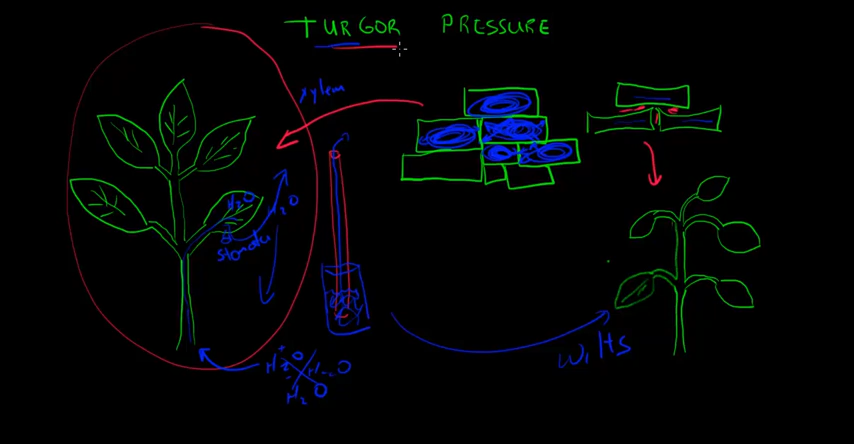 TURGOR PRESSURE
xylem
H2O
H2O
stomata
H2O
H2O
H2O
Wilts